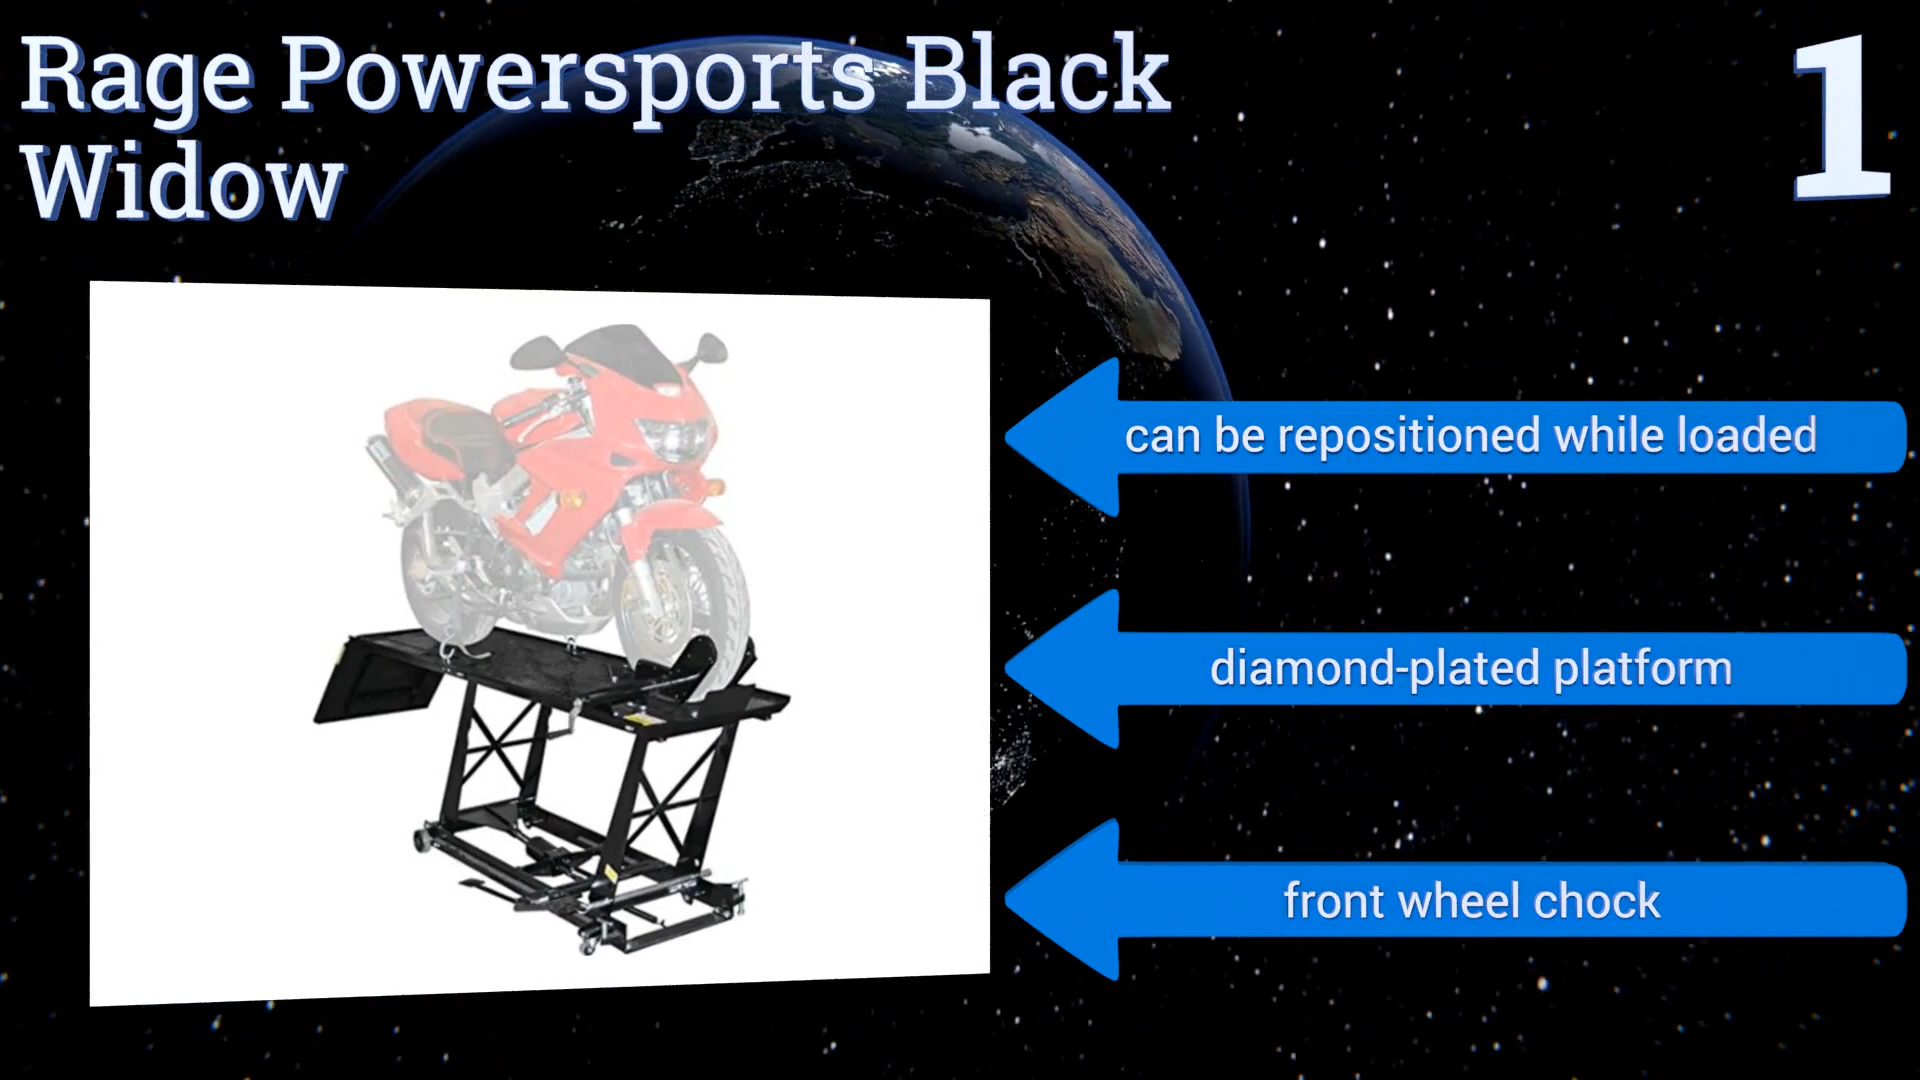 Rage Powersports Black
Widow
1
can be repositioned while loaded
diamond-plated platform
front wheel chock